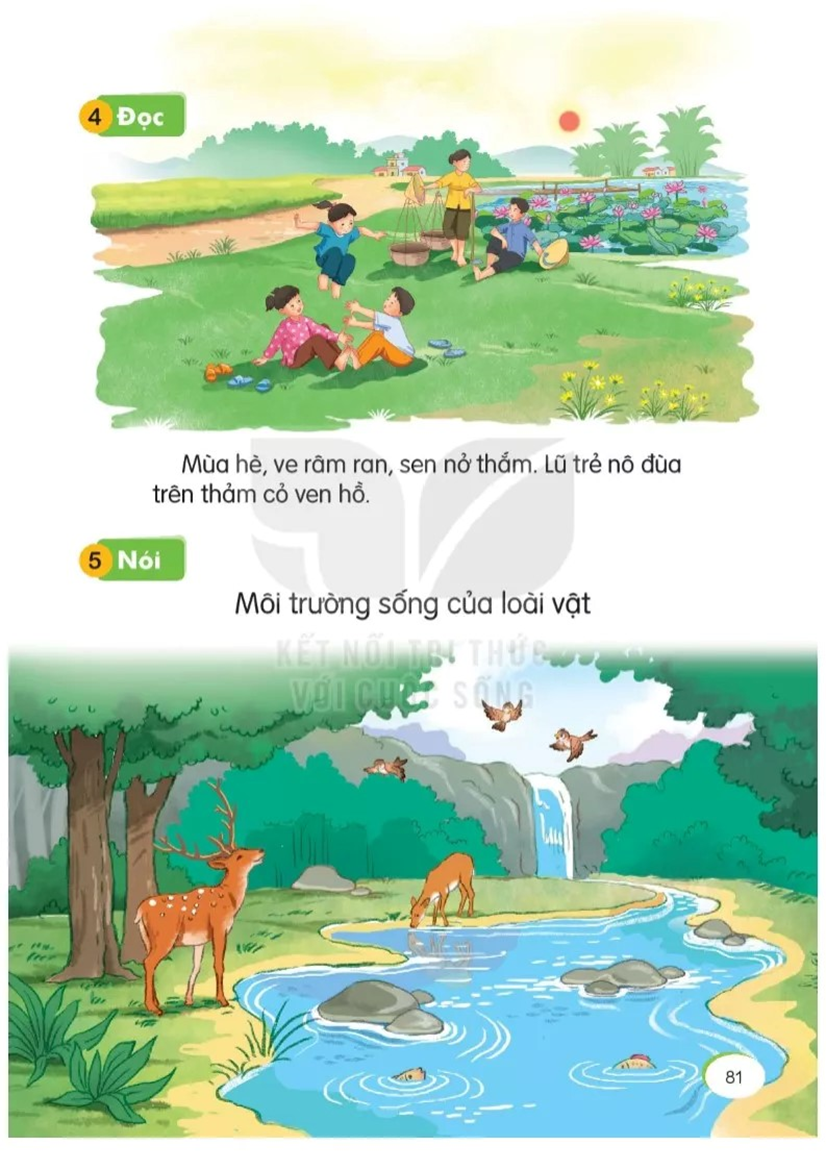 4 Đọc
Mùa hè, ve râm ran, sen nở thắm. Lũ trẻ nô đùa
trên thảm cỏ ven hồ.
5 Nói
Môi trường sống của loài vật
KẾT NỐI TRI THỨC
VỚI CUỘC SỐNG
81